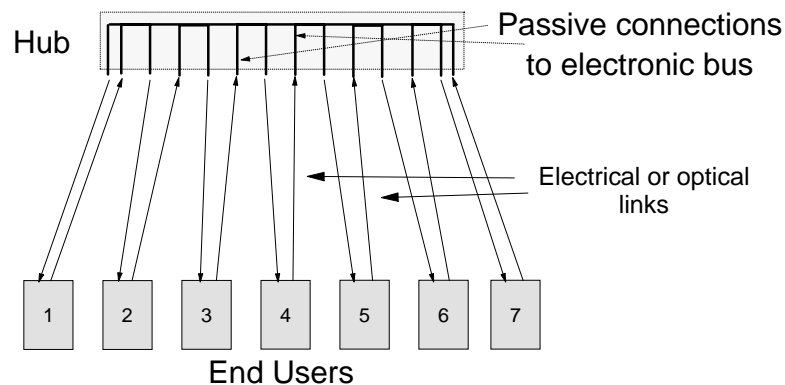 Hub
Passive connections
to electronic bus
Electrical or optical
links
1 2 3 4 5 6 7
End Users